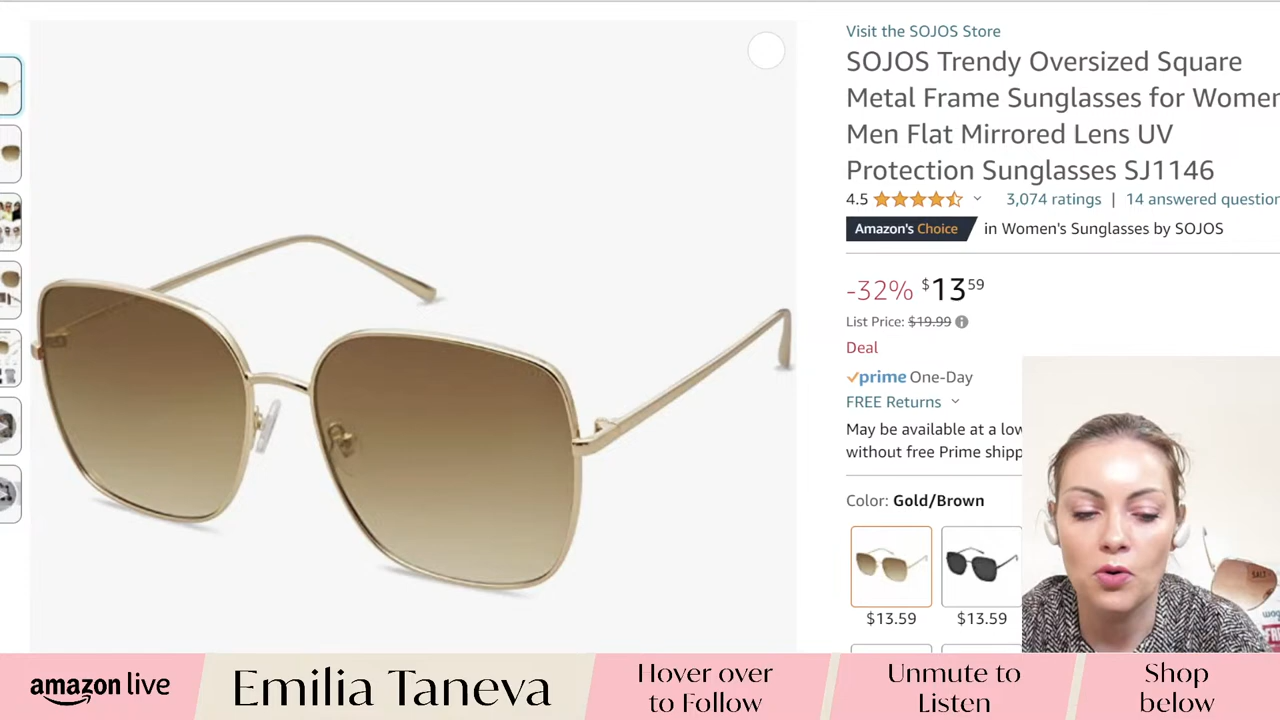 Visit the SOJOS Store
SOJOS Trendy Oversized Square
Metal Frame Sunglasses for Women
Men Flat Mirrored Lens UV
Protection Sunglasses SJ1146
4.5 3,074 ratings | 14 answered question
Amazon's Choice in Women's Sunglasses by SOJOS
-32% $13 59
List Price: $19.99
Deal
prime One-Day
FREE Returns
May be available at a low
without free Prime shipp
Color: Gold/Brown
$13.59 $13.59
SALT
amazon live
Emilia Taneva
Hover over
to Follow
Unmute to
Listen
Shop
below